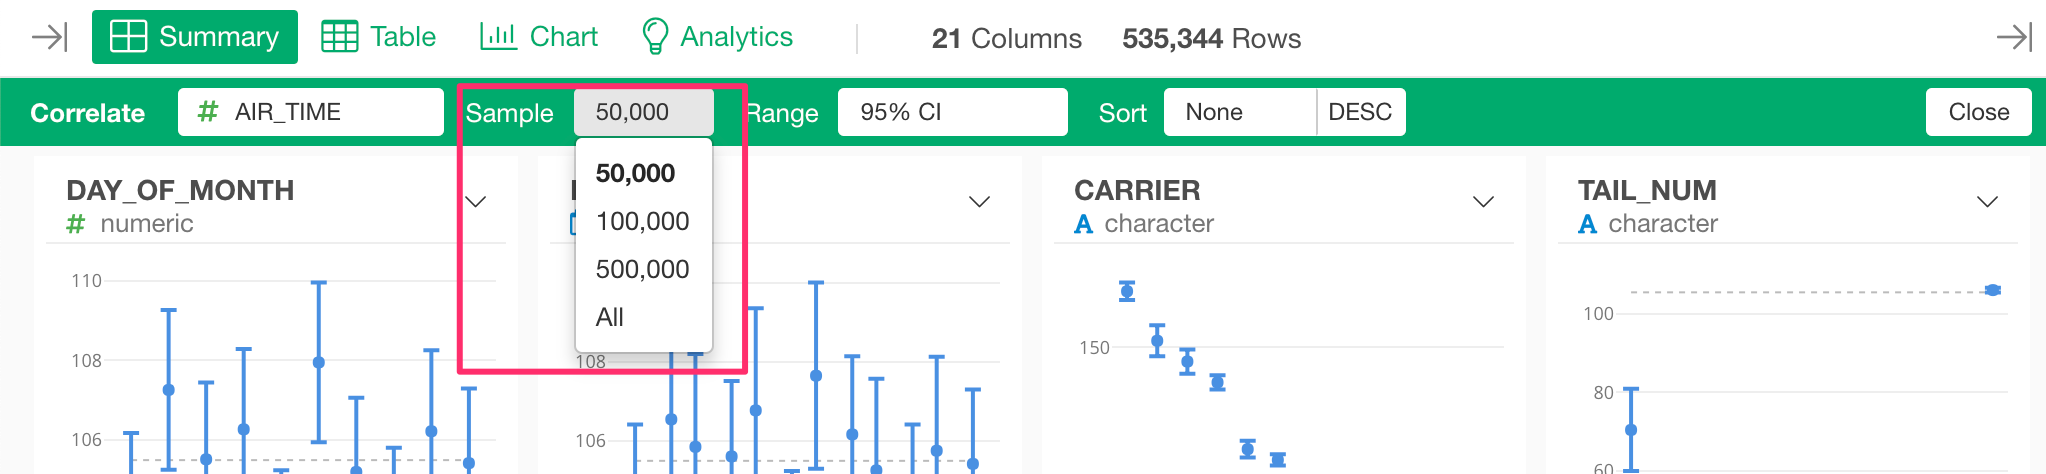 Summary Table Chart Analytics 21 Columns 535,344 Rows
Correlate # AIR_TIME Sample 50,000 Range 95% CI Sort None DESC Close
50,000
100,000
500,000
All
DAY_OF_MONTH
# numeric
110
108
106
108
106
CARRIER
A character
150
TAIL_NUM
A character
100
80
60